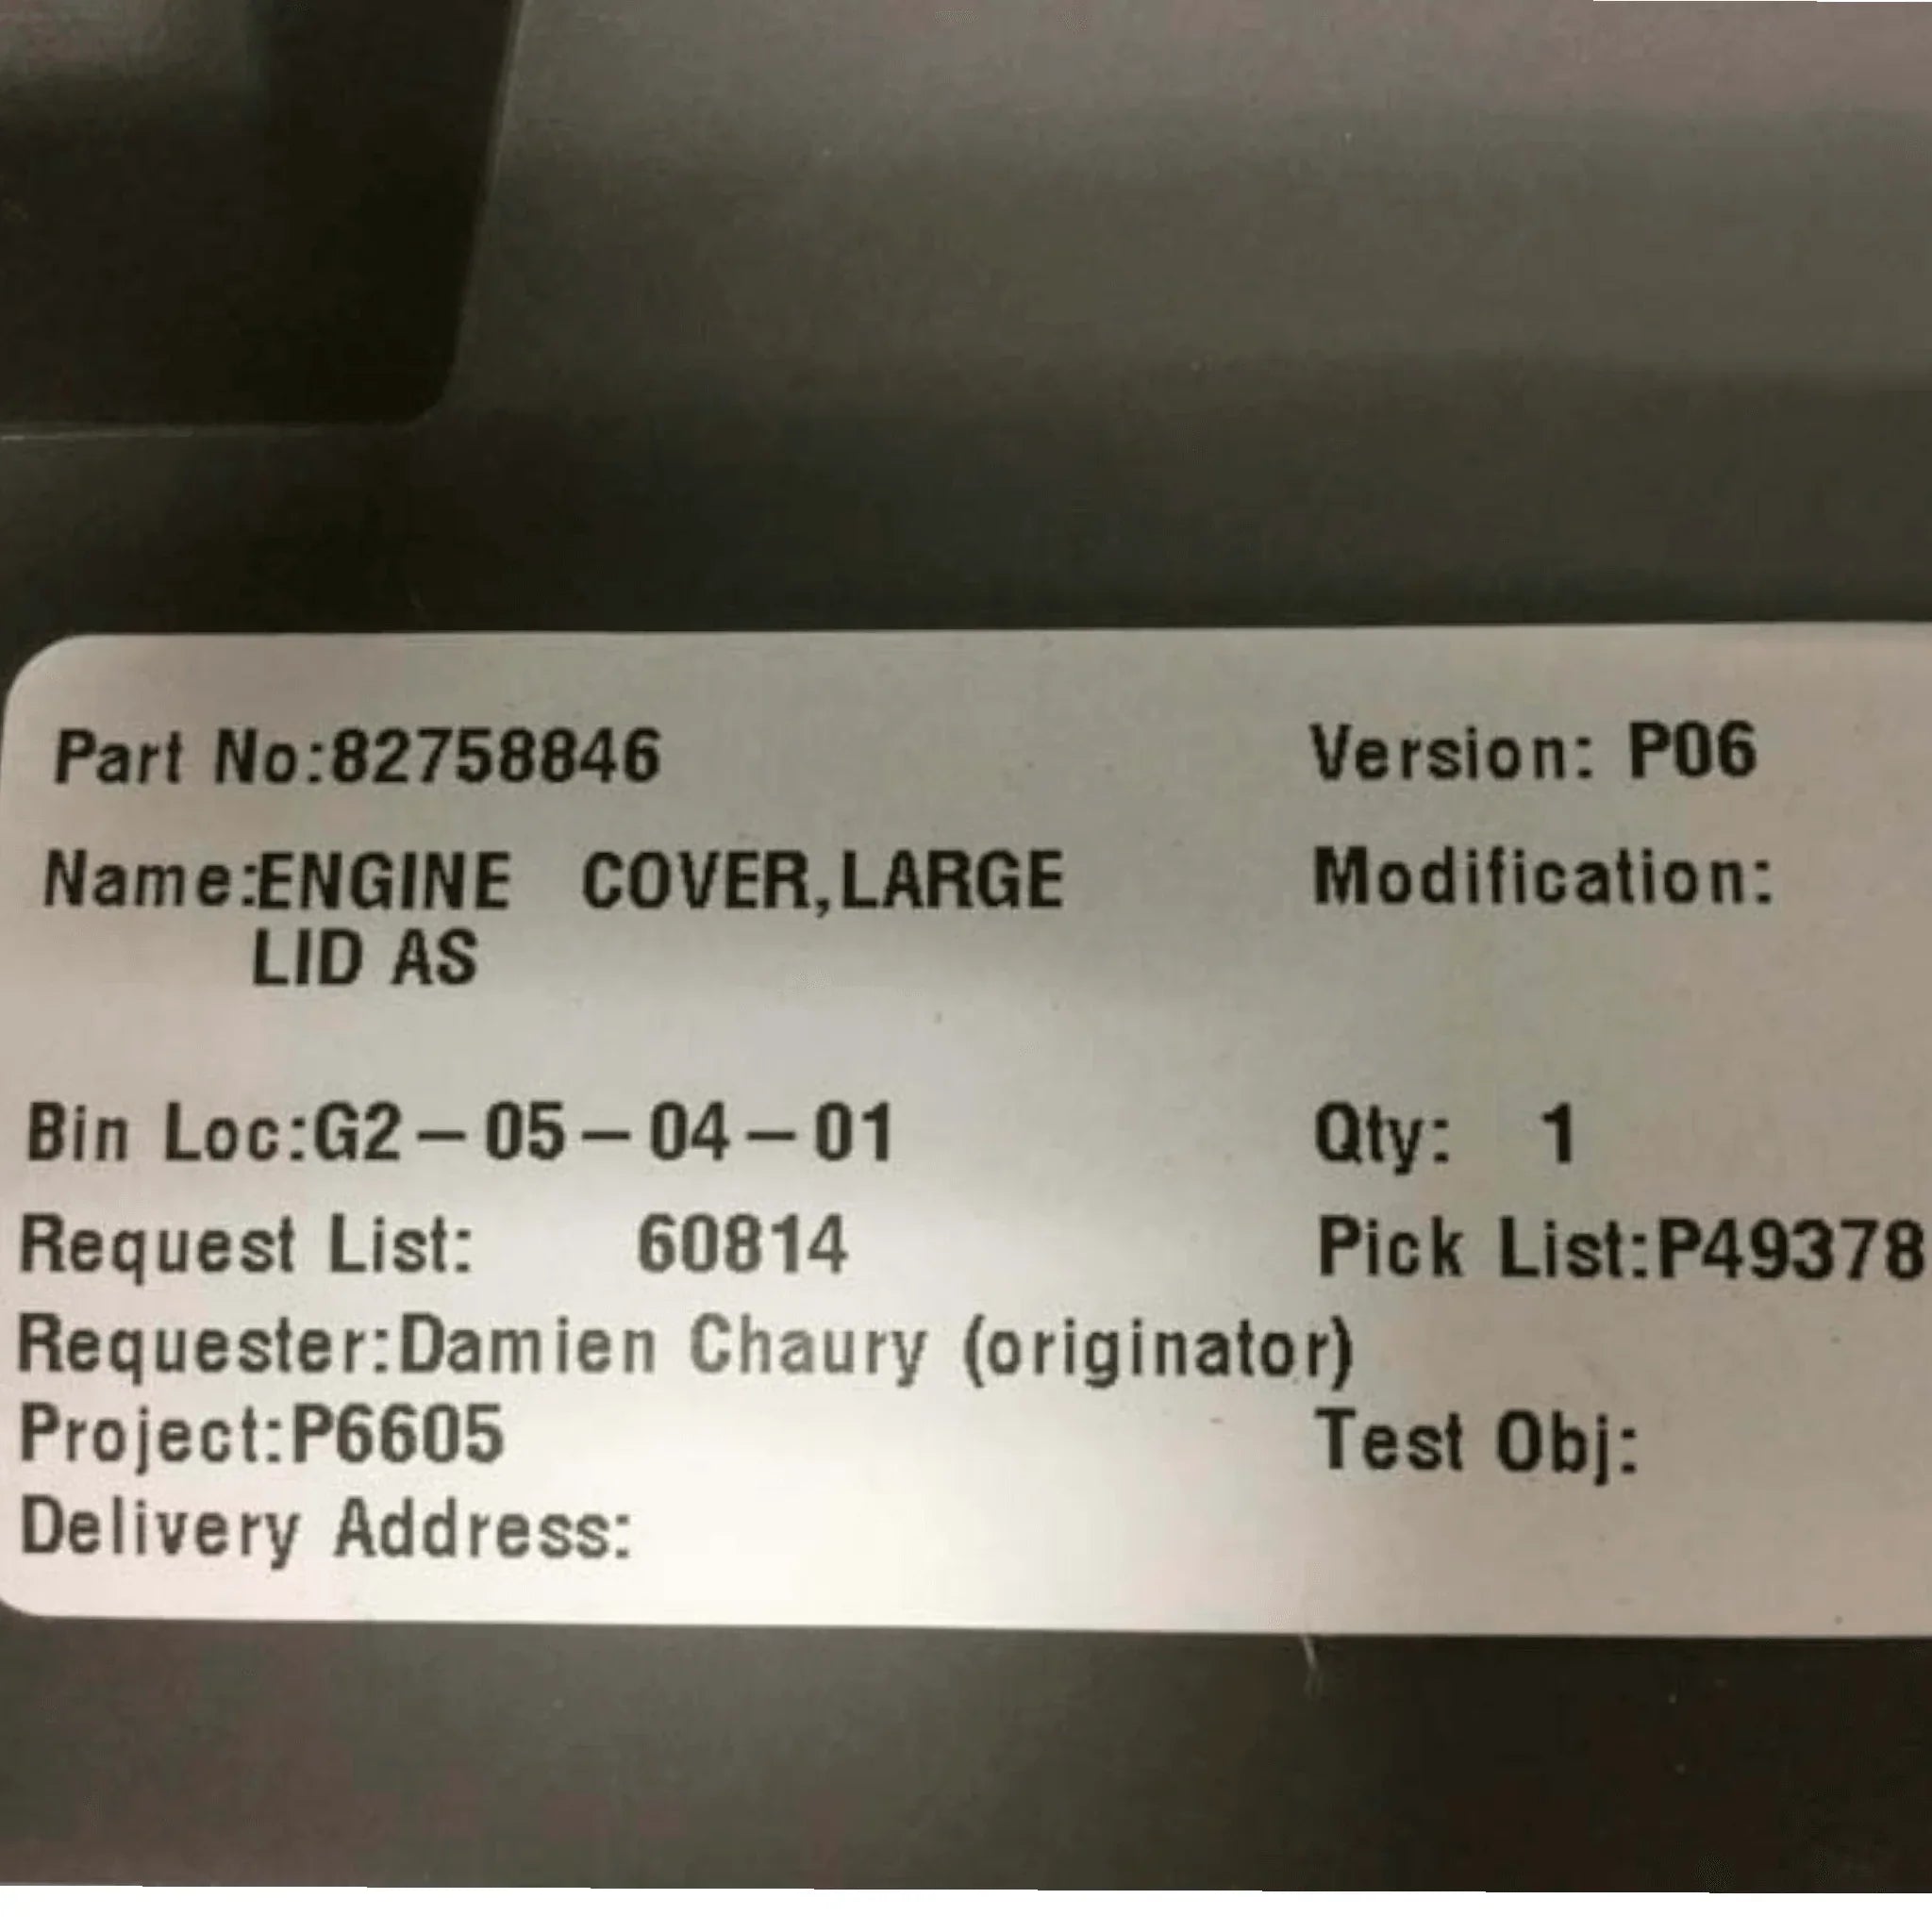 Part No:82758846 Version: P06
Name:ENGINE COVER,LARGE Modification:
LID AS
Bin Loc:G2-05-04-01 Qty: 1
Request List: 60814 Pick List:P49378
Requester:Damien Chaury (originator)
Project:P6605 Test Obj:
Delivery Address: